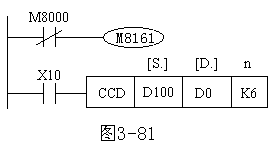 M8000
M8161
[S.] [D.] n
X10
CCD D100 D0 K6
图3-81